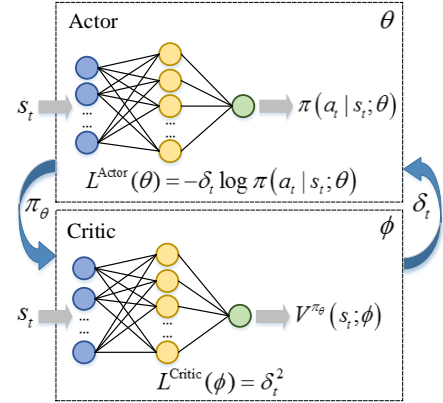 Actor θ
s_t ... ... ... ... π(a_t | s_t; θ)
L^Actor(θ) = −δ_t log π(a_t | s_t; θ)
π_θ δ_t
Critic ϕ
s_t ... ... ... ... V^{π_θ}(s_t; ϕ)
L^Critic(ϕ) = δ_t^2